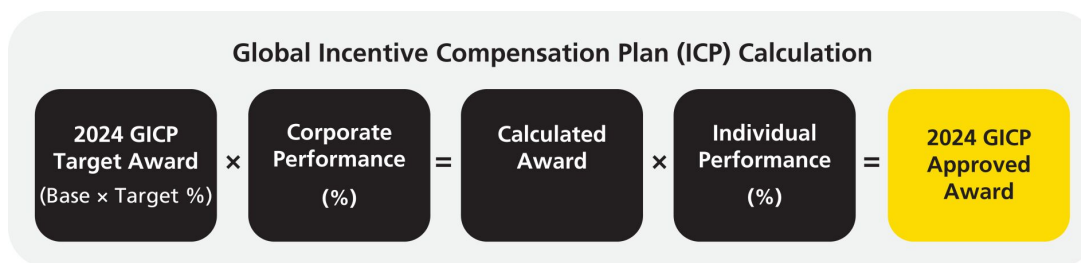 Global Incentive Compensation Plan (ICP) Calculation
2024 GICP
Target Award
(Base × Target %)
×
Corporate
Performance
(%)
=
Calculated
Award
×
Individual
Performance
(%)
=
2024 GICP
Approved
Award